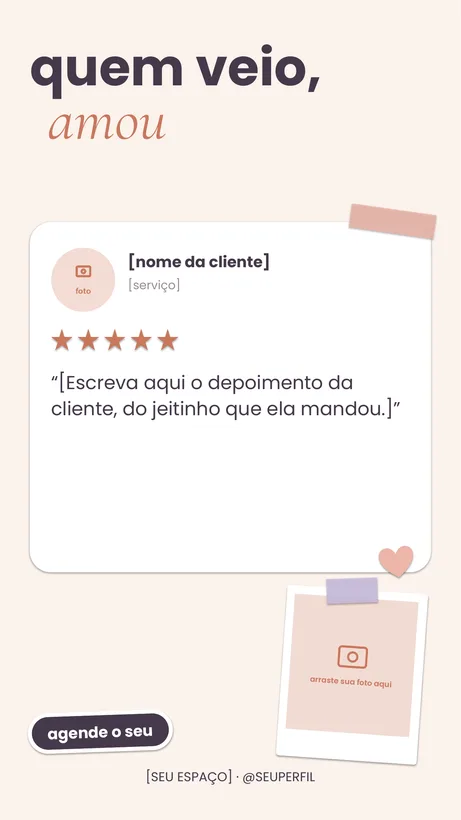 quem veio,
amou
foto
[nome da cliente]
[serviço]
“[Escreva aqui o depoimento da
cliente, do jeitinho que ela mandou.]”
arraste sua foto aqui
agende o seu
[SEU ESPAÇO] · @SEUPERFIL